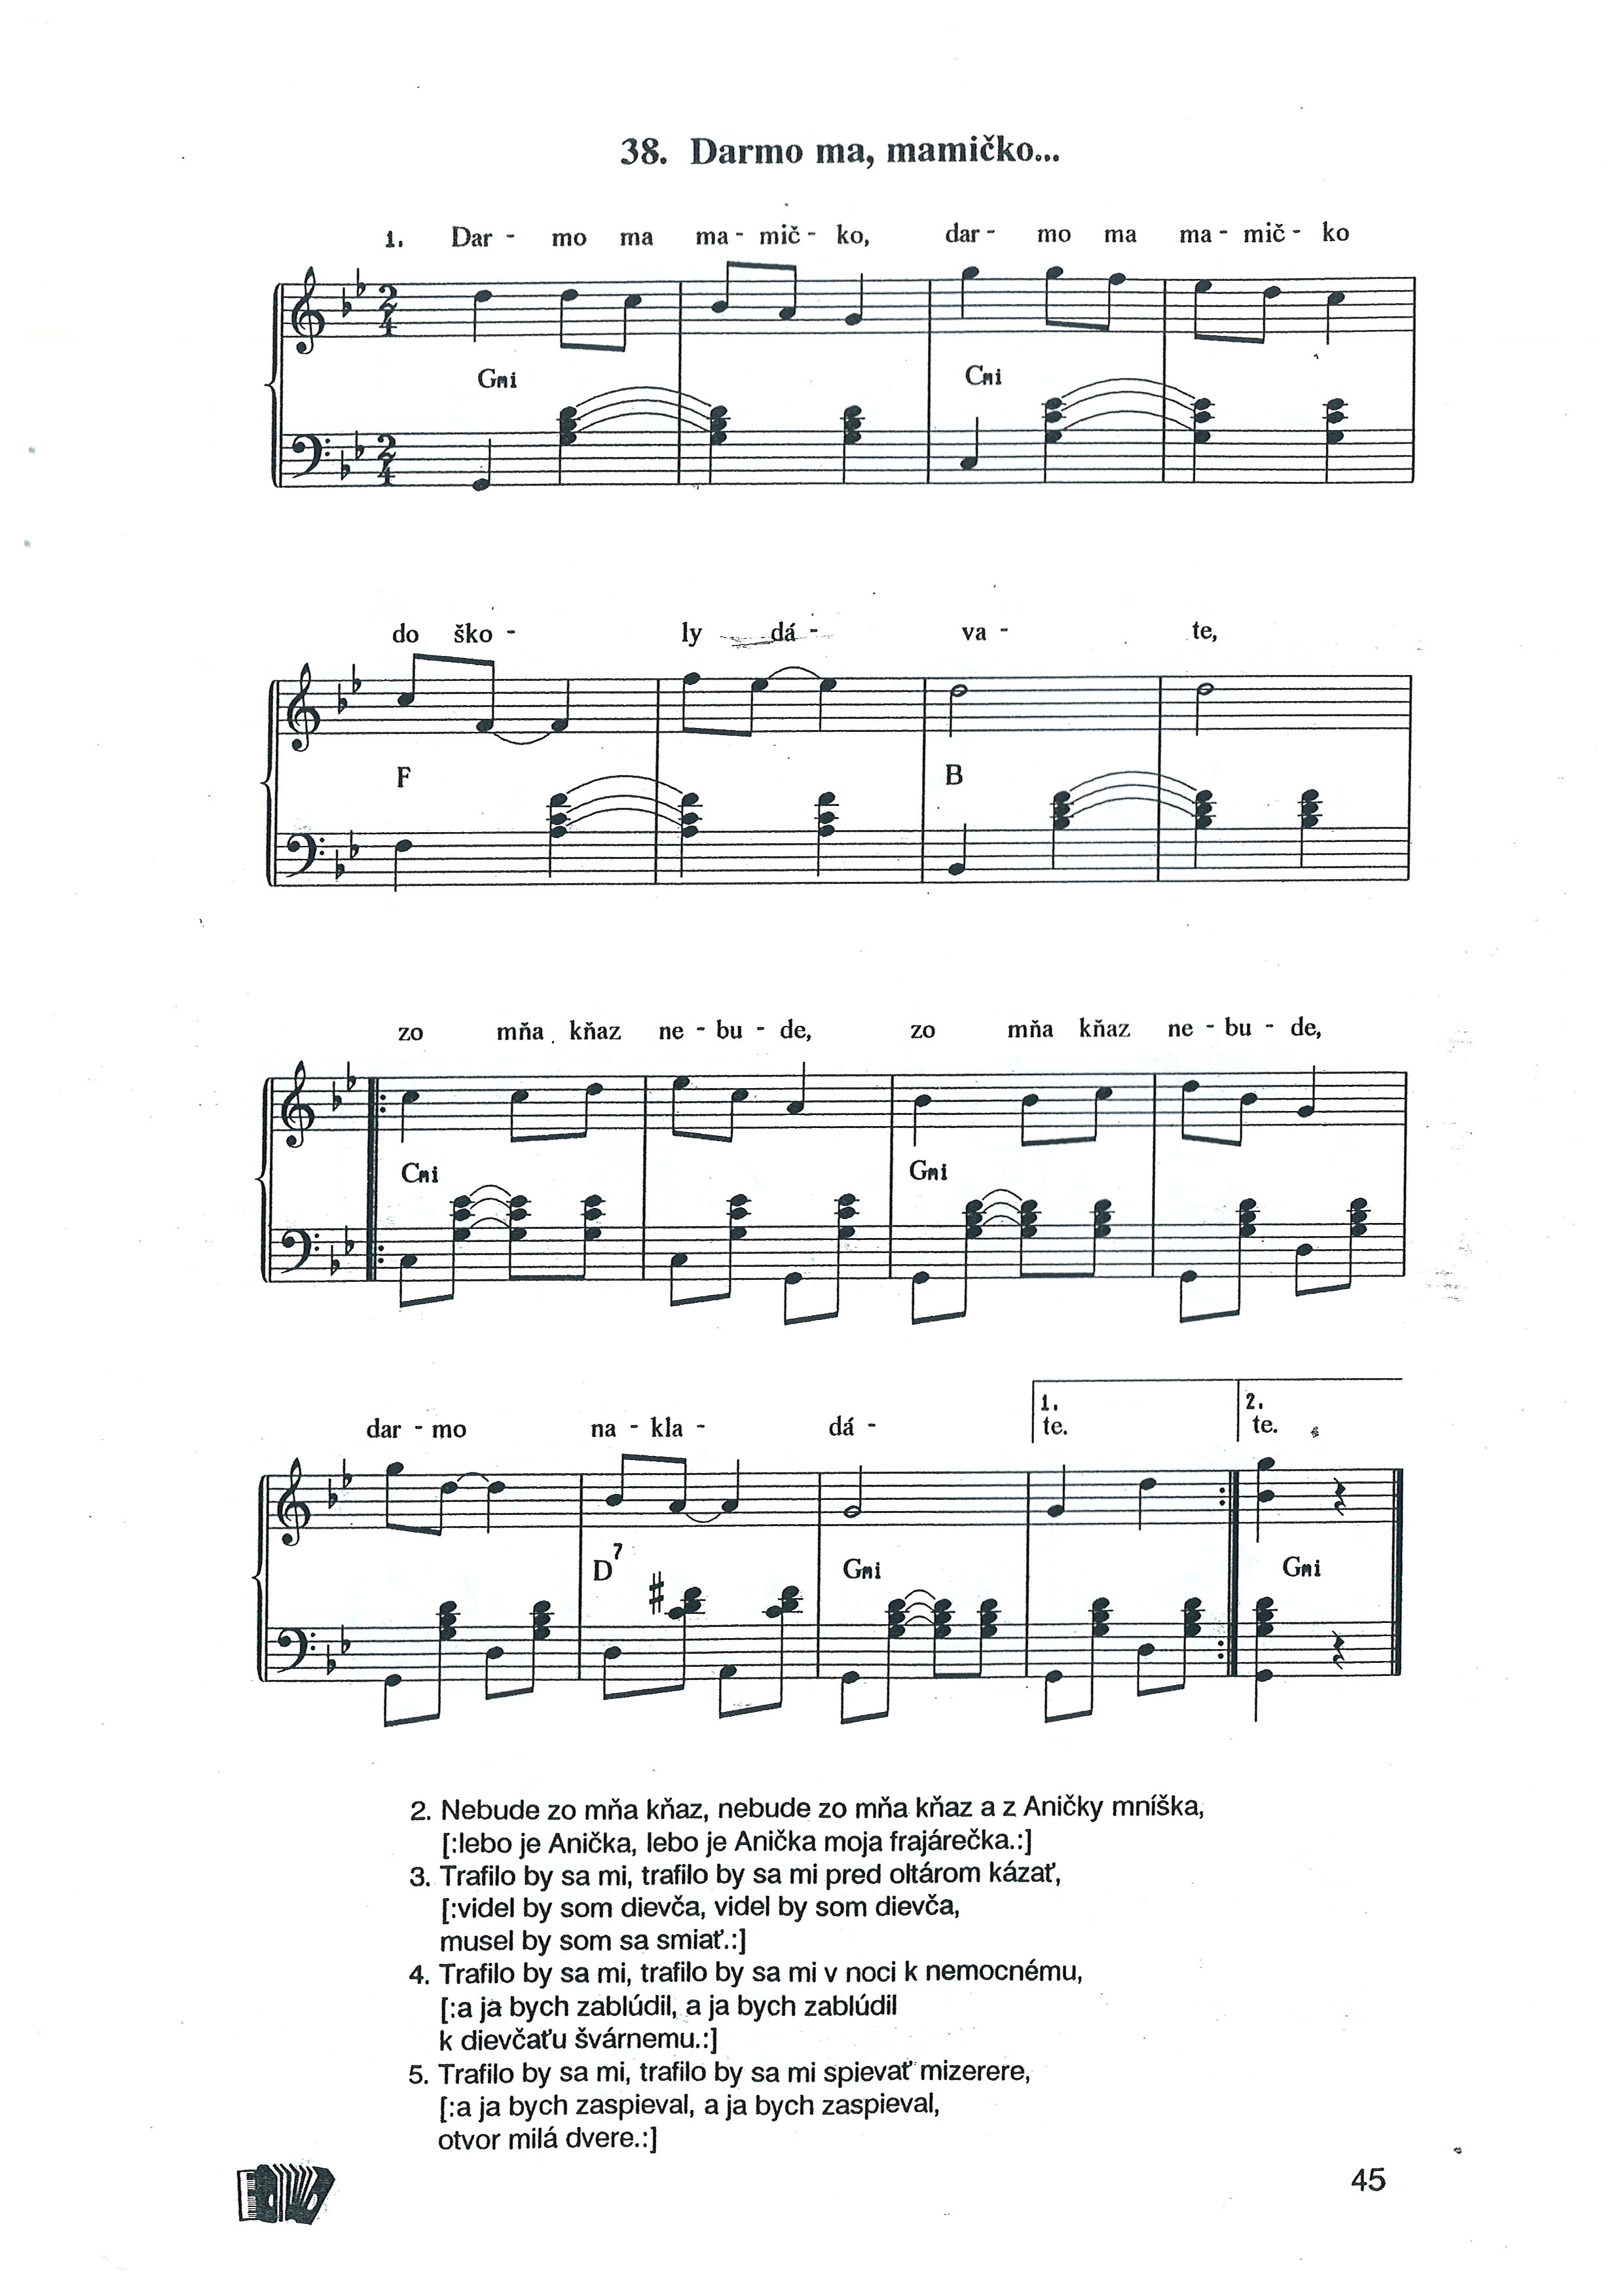 38. Darmo ma, mamičko...
1. Dar - mo ma ma - mič - ko, dar - mo ma ma - mič - ko
2 4
Gmi Cmi
2 4
do ško - ly dá - va - te,
F B
zo mňa kňaz ne - bu - de, zo mňa kňaz ne - bu - de,
Cmi Gmi
1. 2.
dar - mo na - kla - dá - te. te.
D7 Gmi Gmi
2. Nebude zo mňa kňaz, nebude zo mňa kňaz a z Aničky mníška,
[:lebo je Anička, lebo je Anička moja frajárečka.:]
3. Trafilo by sa mi, trafilo by sa mi pred oltárom kázať,
[:videl by som dievča, videl by som dievča,
musel by som sa smiať.:]
4. Trafilo by sa mi, trafilo by sa mi v noci k nemocnému,
[:a ja bych zablúdil, a ja bych zablúdil
k dievčaťu švárnemu.:]
5. Trafilo by sa mi, trafilo by sa mi spievať mizerere,
[:a ja bych zaspieval, a ja bych zaspieval,
otvor milá dvere.:]
45